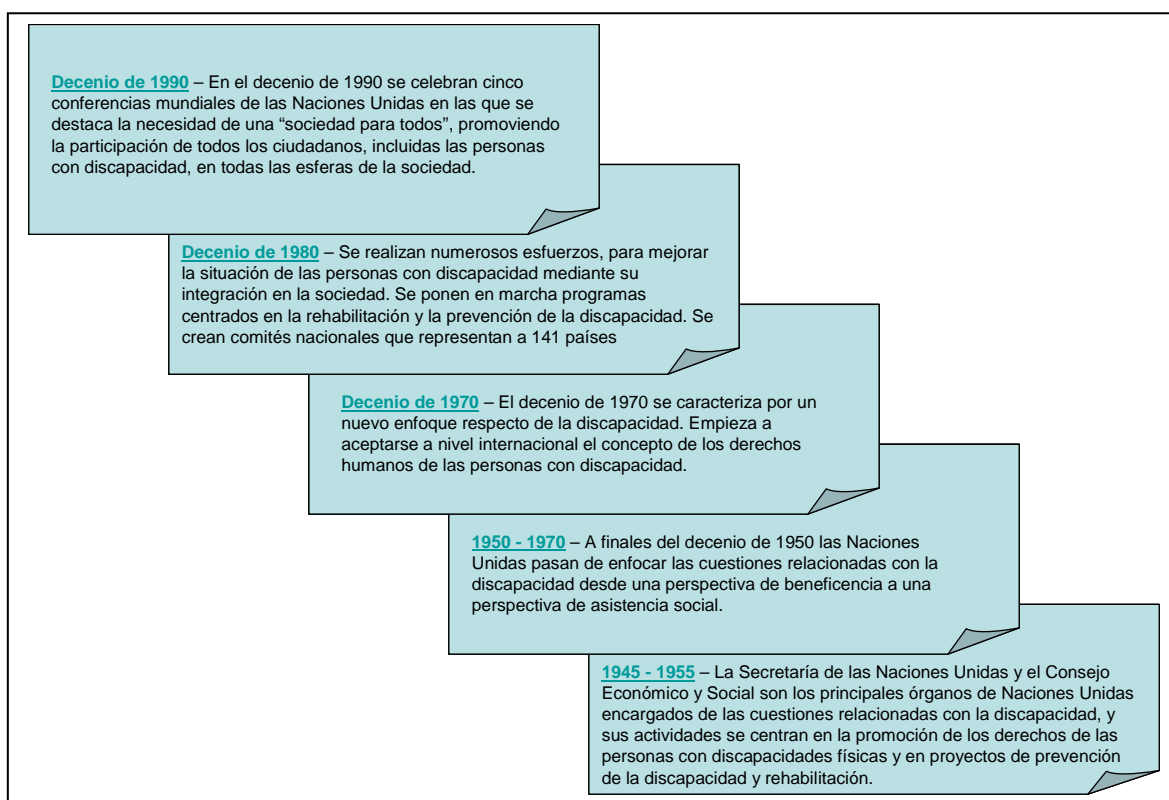 Decenio de 1990 – En el decenio de 1990 se celebran cinco
conferencias mundiales de las Naciones Unidas en las que se
destaca la necesidad de una “sociedad para todos”, promoviendo
la participación de todos los ciudadanos, incluidas las personas
con discapacidad, en todas las esferas de la sociedad.
Decenio de 1980 – Se realizan numerosos esfuerzos, para mejorar
la situación de las personas con discapacidad mediante su
integración en la sociedad. Se ponen en marcha programas
centrados en la rehabilitación y la prevención de la discapacidad. Se
crean comités nacionales que representan a 141 países
Decenio de 1970 – El decenio de 1970 se caracteriza por un
nuevo enfoque respecto de la discapacidad. Empieza a
aceptarse a nivel internacional el concepto de los derechos
humanos de las personas con discapacidad.
1950 - 1970 – A finales del decenio de 1950 las Naciones
Unidas pasan de enfocar las cuestiones relacionadas con la
discapacidad desde una perspectiva de beneficencia a una
perspectiva de asistencia social.
1945 - 1955 – La Secretaría de las Naciones Unidas y el Consejo
Económico y Social son los principales órganos de Naciones Unidas
encargados de las cuestiones relacionadas con la discapacidad, y
sus actividades se centran en la promoción de los derechos de las
personas con discapacidades físicas y en proyectos de prevención
de la discapacidad y rehabilitación.